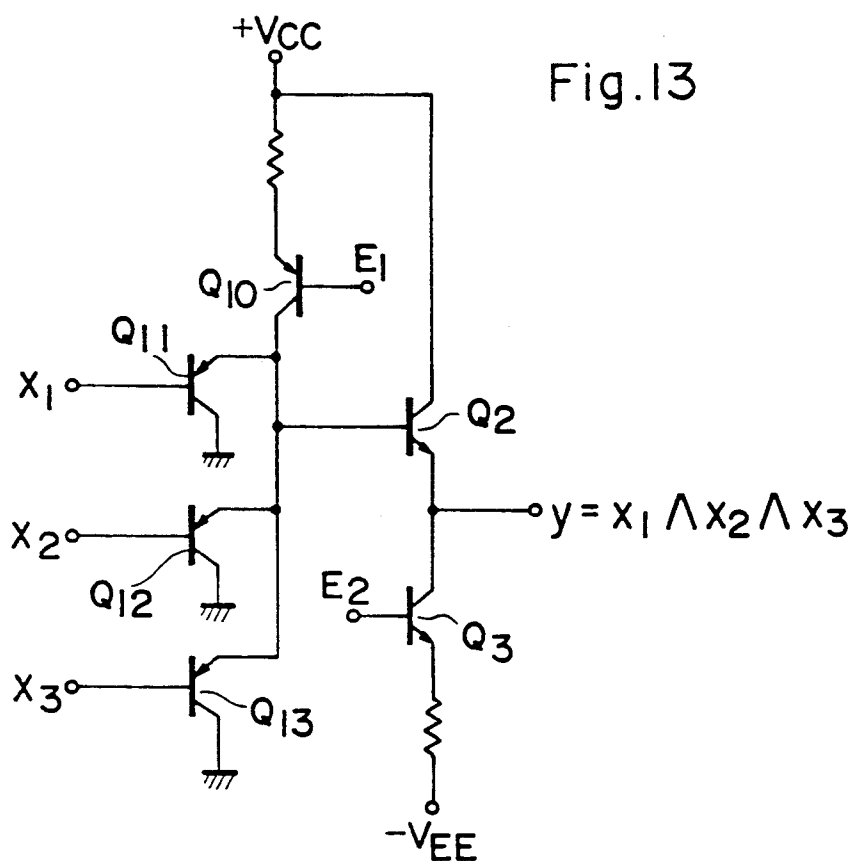 +VCC
Fig.13
E1
Q10
Q11
X1
Q2
y = x1 ∧ x2 ∧ x3
X2
Q12
E2
Q3
X3
Q13
-VEE